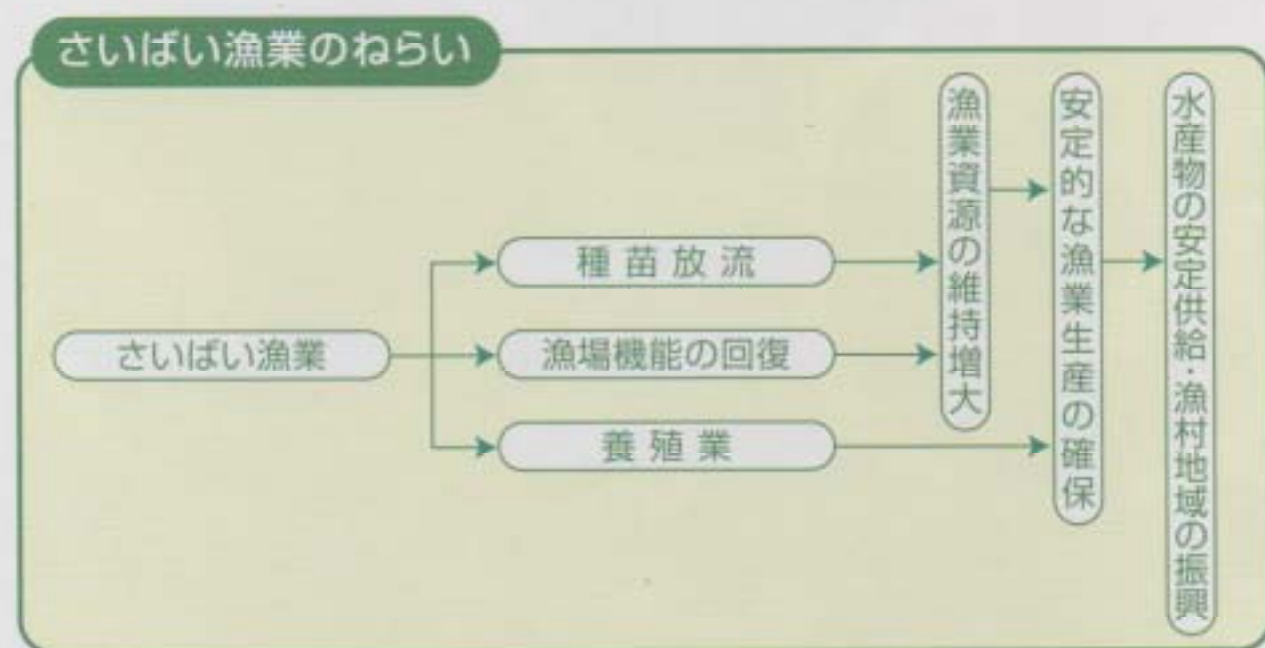 さいばい漁業のねらい
さいばい漁業
種苗放流
漁場機能の回復
養殖業
漁業資源の維持増大
安定的な漁業生産の確保
水産物の安定供給・漁村地域の振興